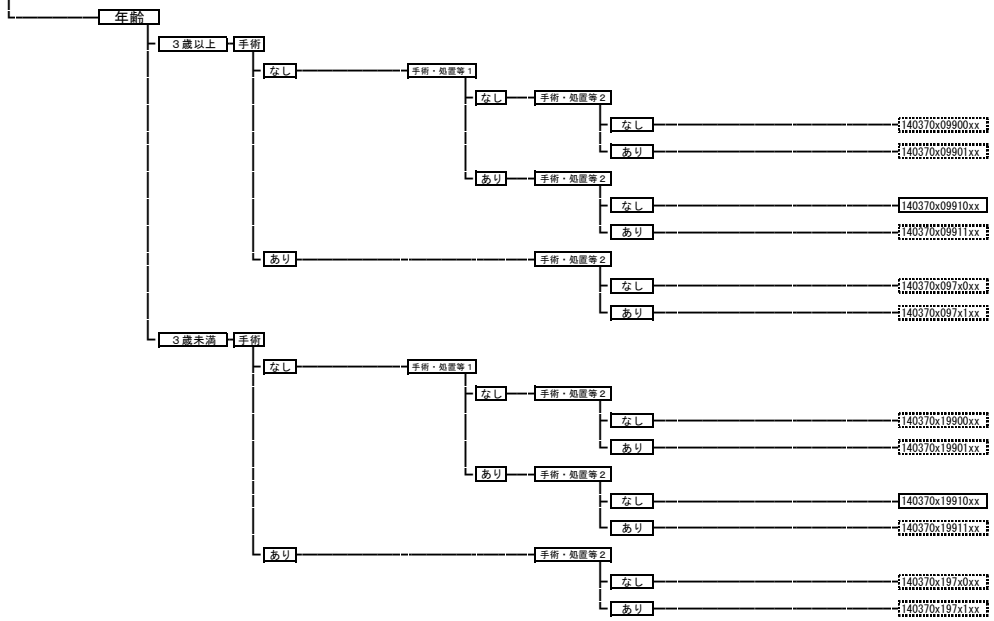 年齢
３歳以上 手術
なし 手術・処置等１
なし 手術・処置等２
なし 140370x09900xx
あり 140370x09901xx
あり 手術・処置等２
なし 140370x09910xx
あり 140370x09911xx
あり 手術・処置等２
なし 140370x097x0xx
あり 140370x097x1xx
３歳未満 手術
なし 手術・処置等１
なし 手術・処置等２
なし 140370x19900xx
あり 140370x19901xx
あり 手術・処置等２
なし 140370x19910xx
あり 140370x19911xx
あり 手術・処置等２
なし 140370x197x0xx
あり 140370x197x1xx